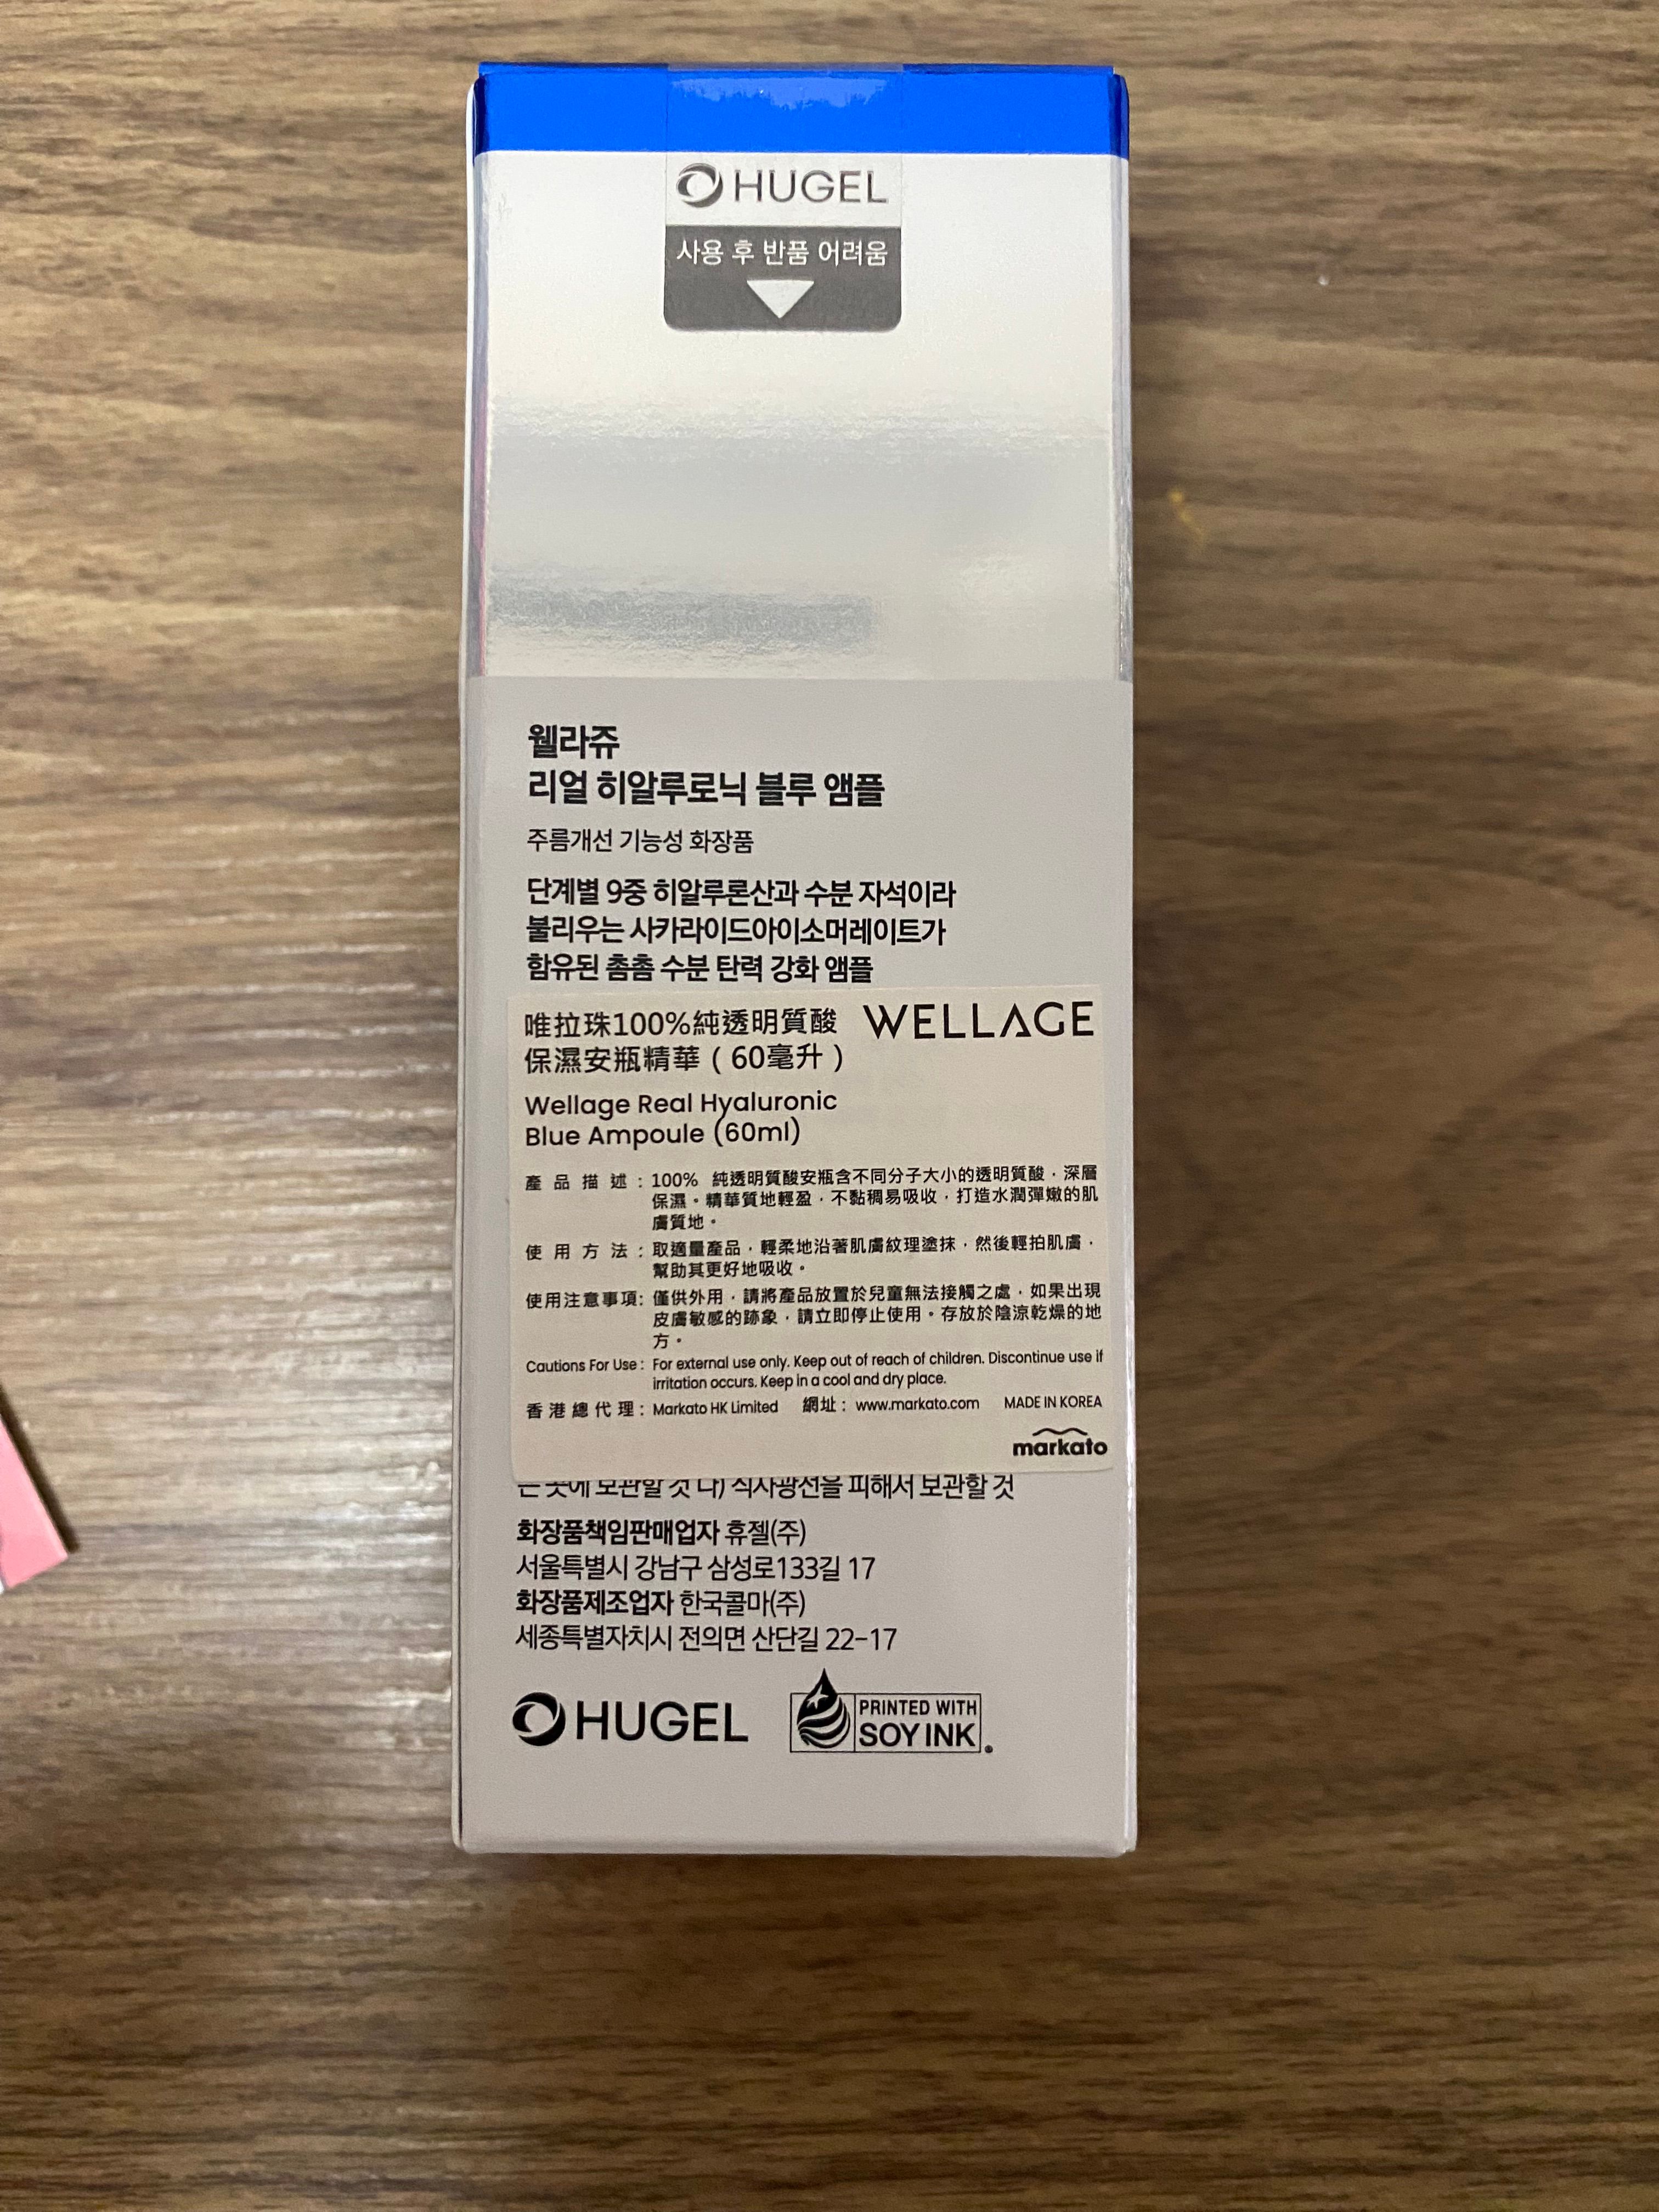 HUGEL
사용 후 반품 어려움
웰라쥬
리얼 히알루로닉 블루 앰플
주름개선 기능성 화장품
단계별 9중 히알루론산과 수분 자석이라
불리우는 사카라이드아이소머레이트가
함유된 촘촘 수분 탄력 강화 앰플
唯拉珠100%純透明質酸 WELLAGE
保濕安瓶精華（60毫升）
Wellage Real Hyaluronic
Blue Ampoule (60ml)
產品描述：100% 純透明質酸安瓶含不同分子大小的透明質酸，深層
保濕。精華質地輕盈，不黏稠易吸收，打造水潤彈嫩的肌
膚質地。
使用方法：取適量產品，輕柔地沿著肌膚紋理塗抹，然後輕拍肌膚，
幫助其更好地吸收。
使用注意事項：僅供外用，請將產品放置於兒童無法接觸之處，如果出現
皮膚敏感的跡象，請立即停止使用。存放於陰涼乾燥的地
方。
Cautions For Use : For external use only. Keep out of reach of children. Discontinue use if
irritation occurs. Keep in a cool and dry place.
香港總代理：Markato HK Limited 網址：www.markato.com MADE IN KOREA
markato
는 곳에 보관할 것 다) 직사광선을 피해서 보관할 것
화장품책임판매업자 휴젤(주)
서울특별시 강남구 삼성로133길 17
화장품제조업자 한국콜마(주)
세종특별자치시 전의면 산단길 22-17
HUGEL
PRINTED WITH
SOY INK